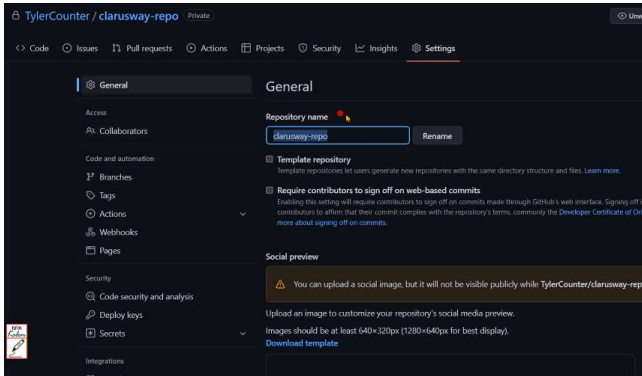 TylerCounter / clarusway-repo Private
Unw
<> Code Issues Pull requests Actions Projects Security Insights Settings
General
Access
Collaborators
Code and automation
Branches
Tags
Actions
Webhooks
Pages
Security
Code security and analysis
Deploy keys
Secrets
Integrations
General
Repository name
clarusway-repo Rename
Template repository
Template repositories let users generate new repositories with the same directory structure and files. Learn more.
Require contributors to sign off on web-based commits
Enabling this setting will require contributors to sign off on commits made through GitHub's web interface. Signing off i
contributors to affirm that their commit complies with the repository's terms, commonly the Developer Certificate of Ori
more about signing off on commits.
Social preview
You can upload a social image, but it will not be visible publicly while TylerCounter/clarusway-rep
Upload an image to customize your repository's social media preview.
Images should be at least 640×320px (1280×640px for best display).
Download template